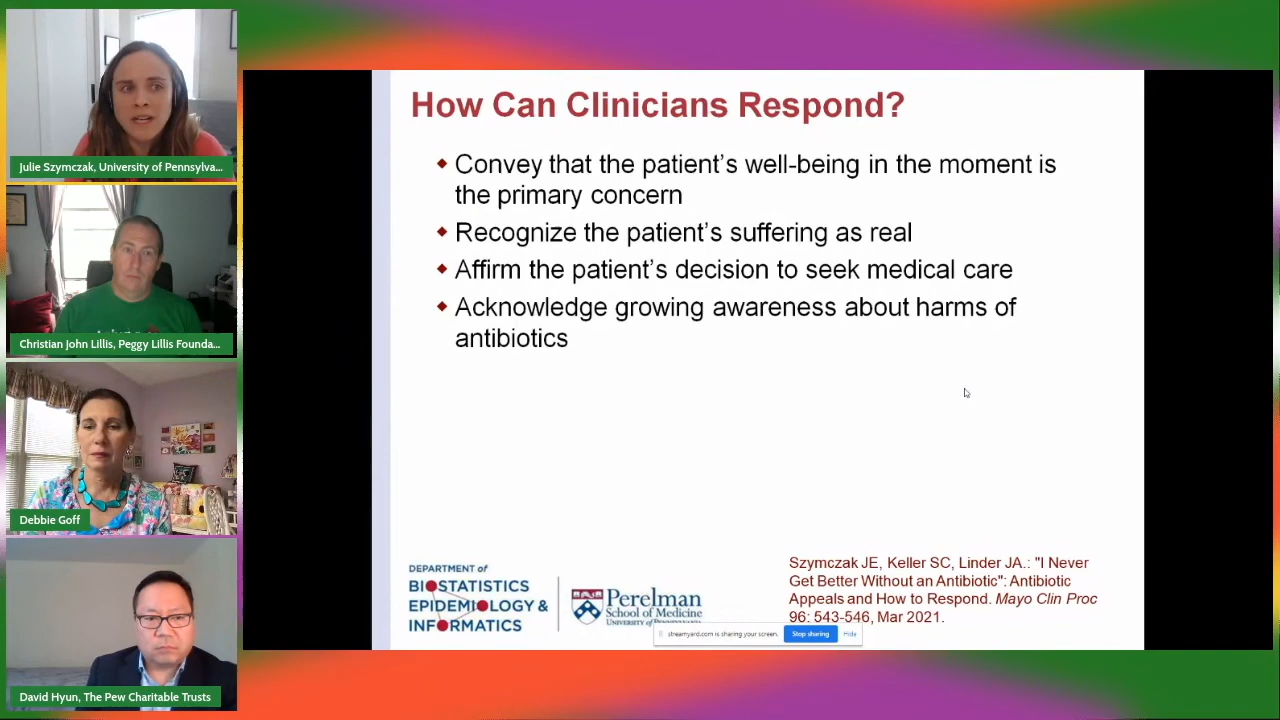 Julie Szymczak, University of Pennsylva...
Christian John Lillis, Peggy Lillis Founda...
Debbie Goff
David Hyun, The Pew Charitable Trusts
How Can Clinicians Respond?
Convey that the patient's well-being in the moment is
the primary concern
Recognize the patient's suffering as real
Affirm the patient's decision to seek medical care
Acknowledge growing awareness about harms of
antibiotics
DEPARTMENT of
BIOSTATISTICS
EPIDEMIOLOGY &
INFORMATICS
Perelman
School of Medicine
UNIVERSITY of PENNSYLVANIA
Szymczak JE, Keller SC, Linder JA.: "I Never
Get Better Without an Antibiotic": Antibiotic
Appeals and How to Respond. Mayo Clin Proc
96: 543-546, Mar 2021.
streamyard.com is sharing your screen.
Stop sharing
Hide